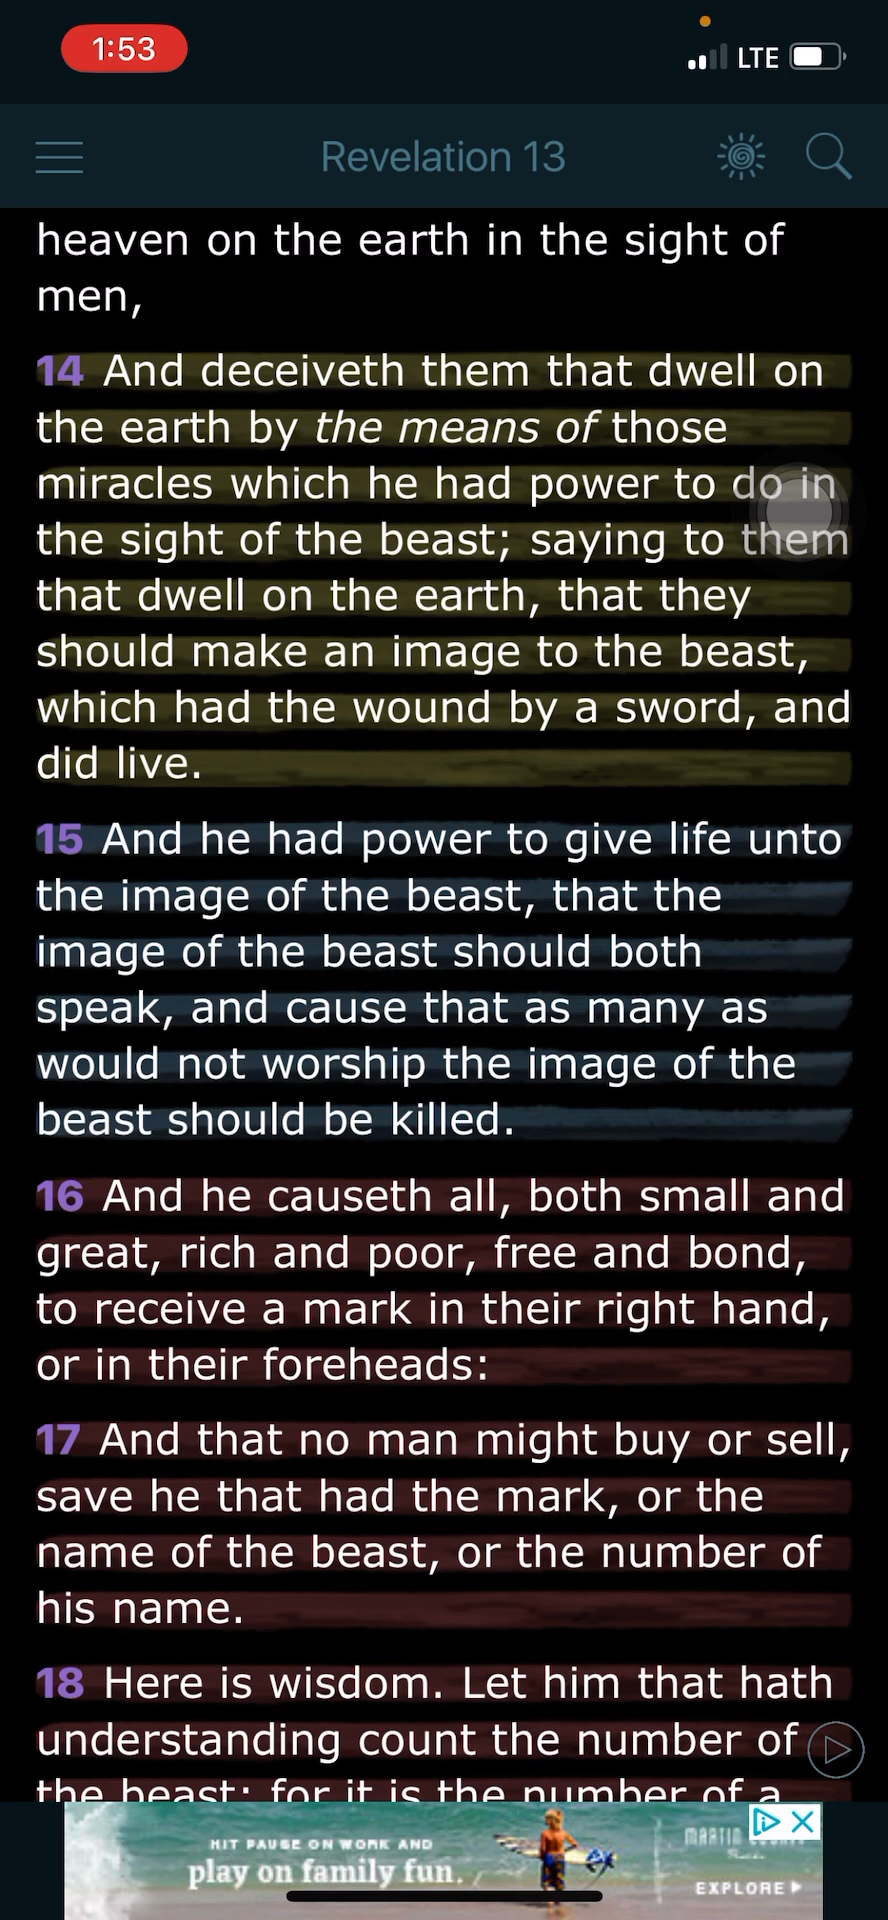 1:53
LTE
Revelation 13
heaven on the earth in the sight of
men,
14 And deceiveth them that dwell on
the earth by the means of those
miracles which he had power to do in
the sight of the beast; saying to them
that dwell on the earth, that they
should make an image to the beast,
which had the wound by a sword, and
did live.
15 And he had power to give life unto
the image of the beast, that the
image of the beast should both
speak, and cause that as many as
would not worship the image of the
beast should be killed.
16 And he causeth all, both small and
great, rich and poor, free and bond,
to receive a mark in their right hand,
or in their foreheads:
17 And that no man might buy or sell,
save he that had the mark, or the
name of the beast, or the number of
his name.
18 Here is wisdom. Let him that hath
understanding count the number of
the beast: for it is the number of a
HIT PAUSE ON WORK AND
play on family fun.
MARTIN
EXPLORE